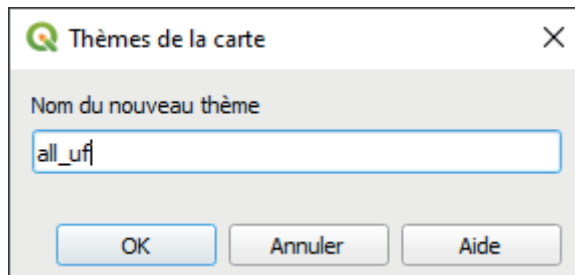 Thèmes de la carte
Nom du nouveau thème
all_uf
OK Annuler Aide